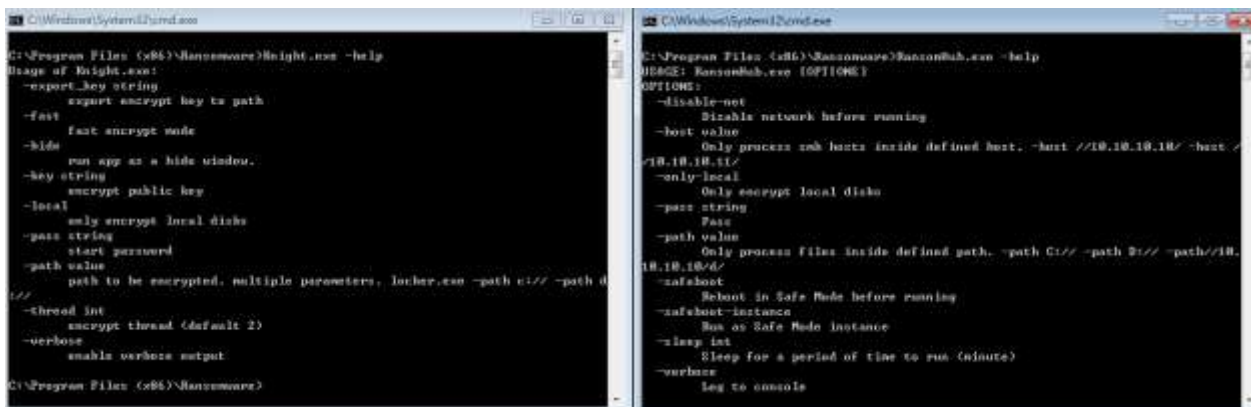 C:\Windows\System32\cmd.exe
C:\Program Files (x86)\Ransomware>Knight.exe -help
Usage of Knight.exe:
-export_key string
export encrypt key to path
-fast
fast encrypt mode
-hide
run app as a hide window.
-key string
encrypt public key
-local
only encrypt local disks
-pass string
start password
-path value
path to be encrypted. multiple parameters, locker.exe -path c:// -path d
://
-thread int
encrypt thread (default 2)
-verbose
enable verbose output
C:\Program Files (x86)\Ransomware>
C:\Windows\System32\cmd.exe
C:\Program Files (x86)\Ransomware>RansomHub.exe -help
USAGE: RansomHub.exe [OPTIONS]
OPTIONS:
-disable-net
Disable network before running
-host value
Only process smb hosts inside defined host. -host //10.10.10.10/ -host /
/10.10.10.11/
-only-local
Only encrypt local disks
-pass string
Pass
-path value
Only process files inside defined path. -path C:// -path D:// -path//10.
10.10.10/d/
-safeboot
Reboot in Safe Mode before running
-safeboot-instance
Run as Safe Mode instance
-sleep int
Sleep for a period of time to run (minute)
-verbose
Log to console